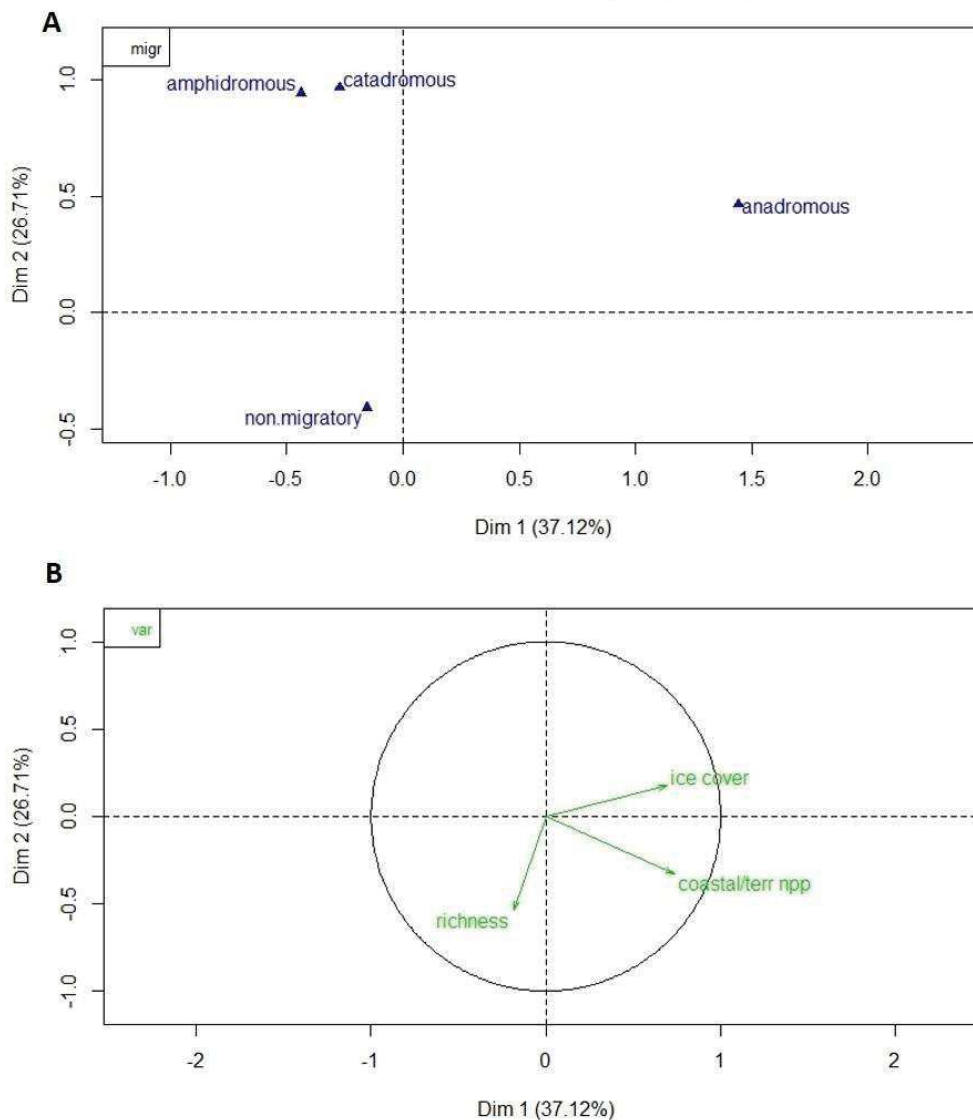 A
migr
amphidromous
catadromous
anadromous
non.migratory
1.0
0.5
0.0
-0.5
Dim 2 (26.71%)
-1.0 -0.5 0.0 0.5 1.0 1.5 2.0
Dim 1 (37.12%)
B
var
ice cover
coastal/terr npp
richness
1.0
0.5
0.0
-0.5
-1.0
Dim 2 (26.71%)
-2 -1 0 1 2
Dim 1 (37.12%)